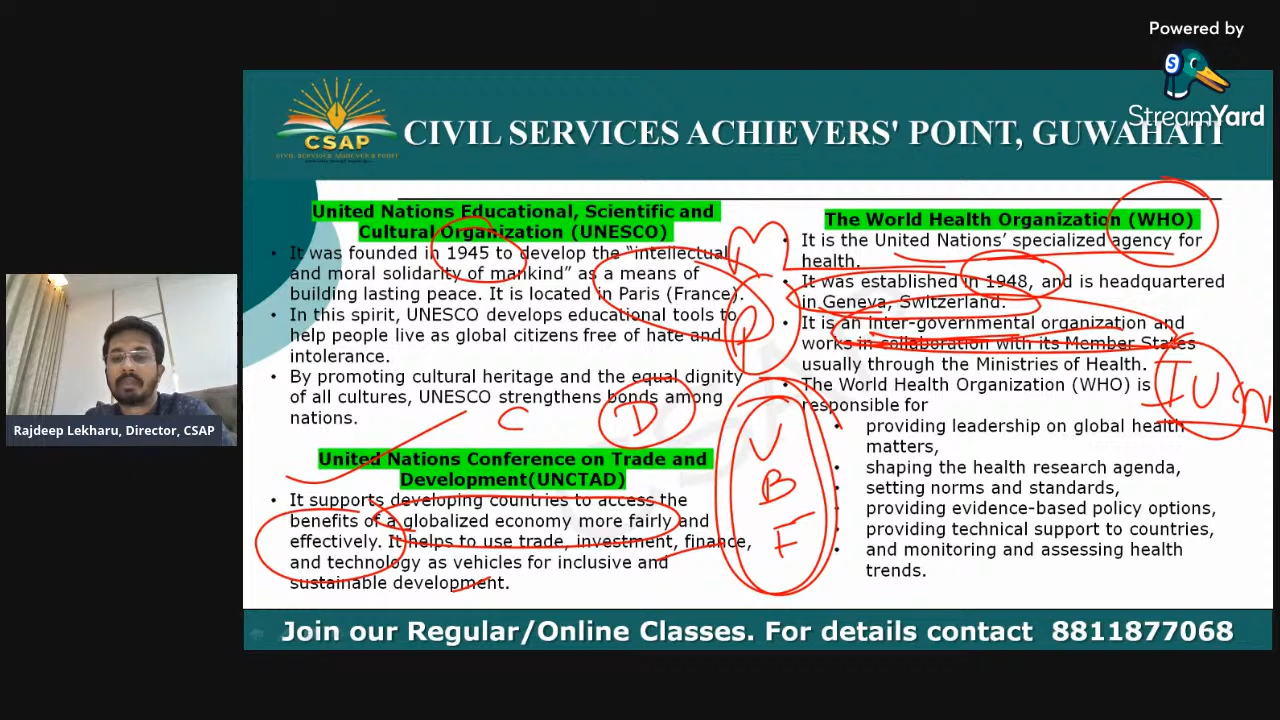 Powered by
S
StreamYard
CSAP
CIVIL SERVICES ACHIEVER'S POINT
CIVIL SERVICES ACHIEVERS' POINT, GUWAHATI
United Nations Educational, Scientific and
Cultural Organization (UNESCO)
• It was founded in 1945 to develop the “intellectual
and moral solidarity of mankind” as a means of
building lasting peace. It is located in Paris (France).
• In this spirit, UNESCO develops educational tools to
help people live as global citizens free of hate and
intolerance.
• By promoting cultural heritage and the equal dignity
of all cultures, UNESCO strengthens bonds among
nations.
C D
United Nations Conference on Trade and
Development(UNCTAD)
• It supports developing countries to access the
benefits of a globalized economy more fairly and
effectively. It helps to use trade, investment, finance,
and technology as vehicles for inclusive and
sustainable development.
R
V
B
F
The World Health Organization (WHO)
• It is the United Nations’ specialized agency for
health.
• It was established in 1948, and is headquartered
in Geneva, Switzerland.
• It is an inter-governmental organization and
works in collaboration with its Member States
usually through the Ministries of Health.
• The World Health Organization (WHO) is
responsible for
• providing leadership on global health
matters,
• shaping the health research agenda,
• setting norms and standards,
• providing evidence-based policy options,
• providing technical support to countries,
• and monitoring and assessing health
trends.
Rajdeep Lekharu, Director, CSAP
Join our Regular/Online Classes. For details contact 8811877068